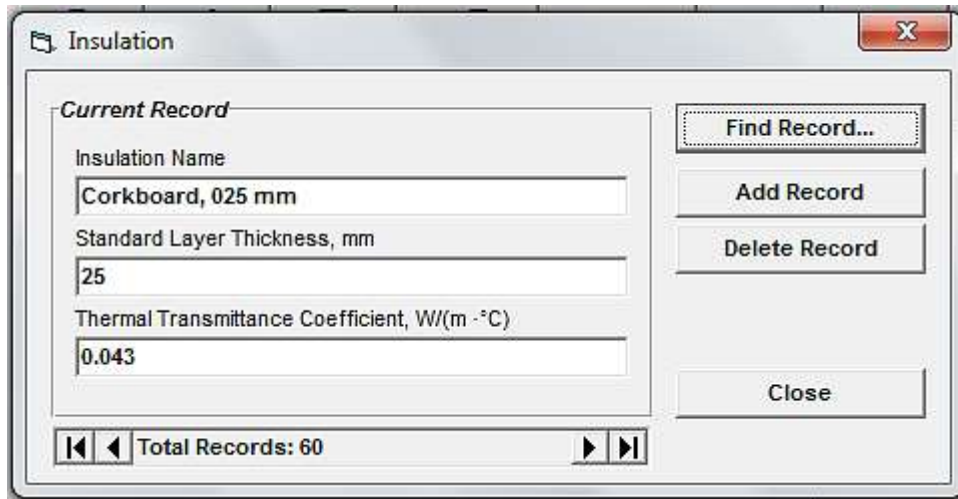 Insulation
Current Record
Insulation Name
Corkboard, 025 mm
Standard Layer Thickness, mm
25
Thermal Transmittance Coefficient, W/(m -°C)
0.043
Total Records: 60
Find Record...
Add Record
Delete Record
Close